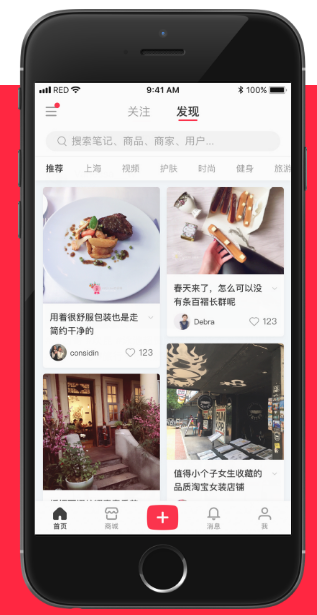 RED 9:41 AM 100%
关注 发现
搜索笔记、商品、商家、用户...
推荐 上海 视频 护肤 时尚 健身 旅游
用着很舒服包装也是走
简约干净的
considin 123
春天来了，怎么可以没
有条百褶长群呢
Debra 123
值得小个子女生收藏的
品质淘宝女装店铺
首页 商城 消息 我